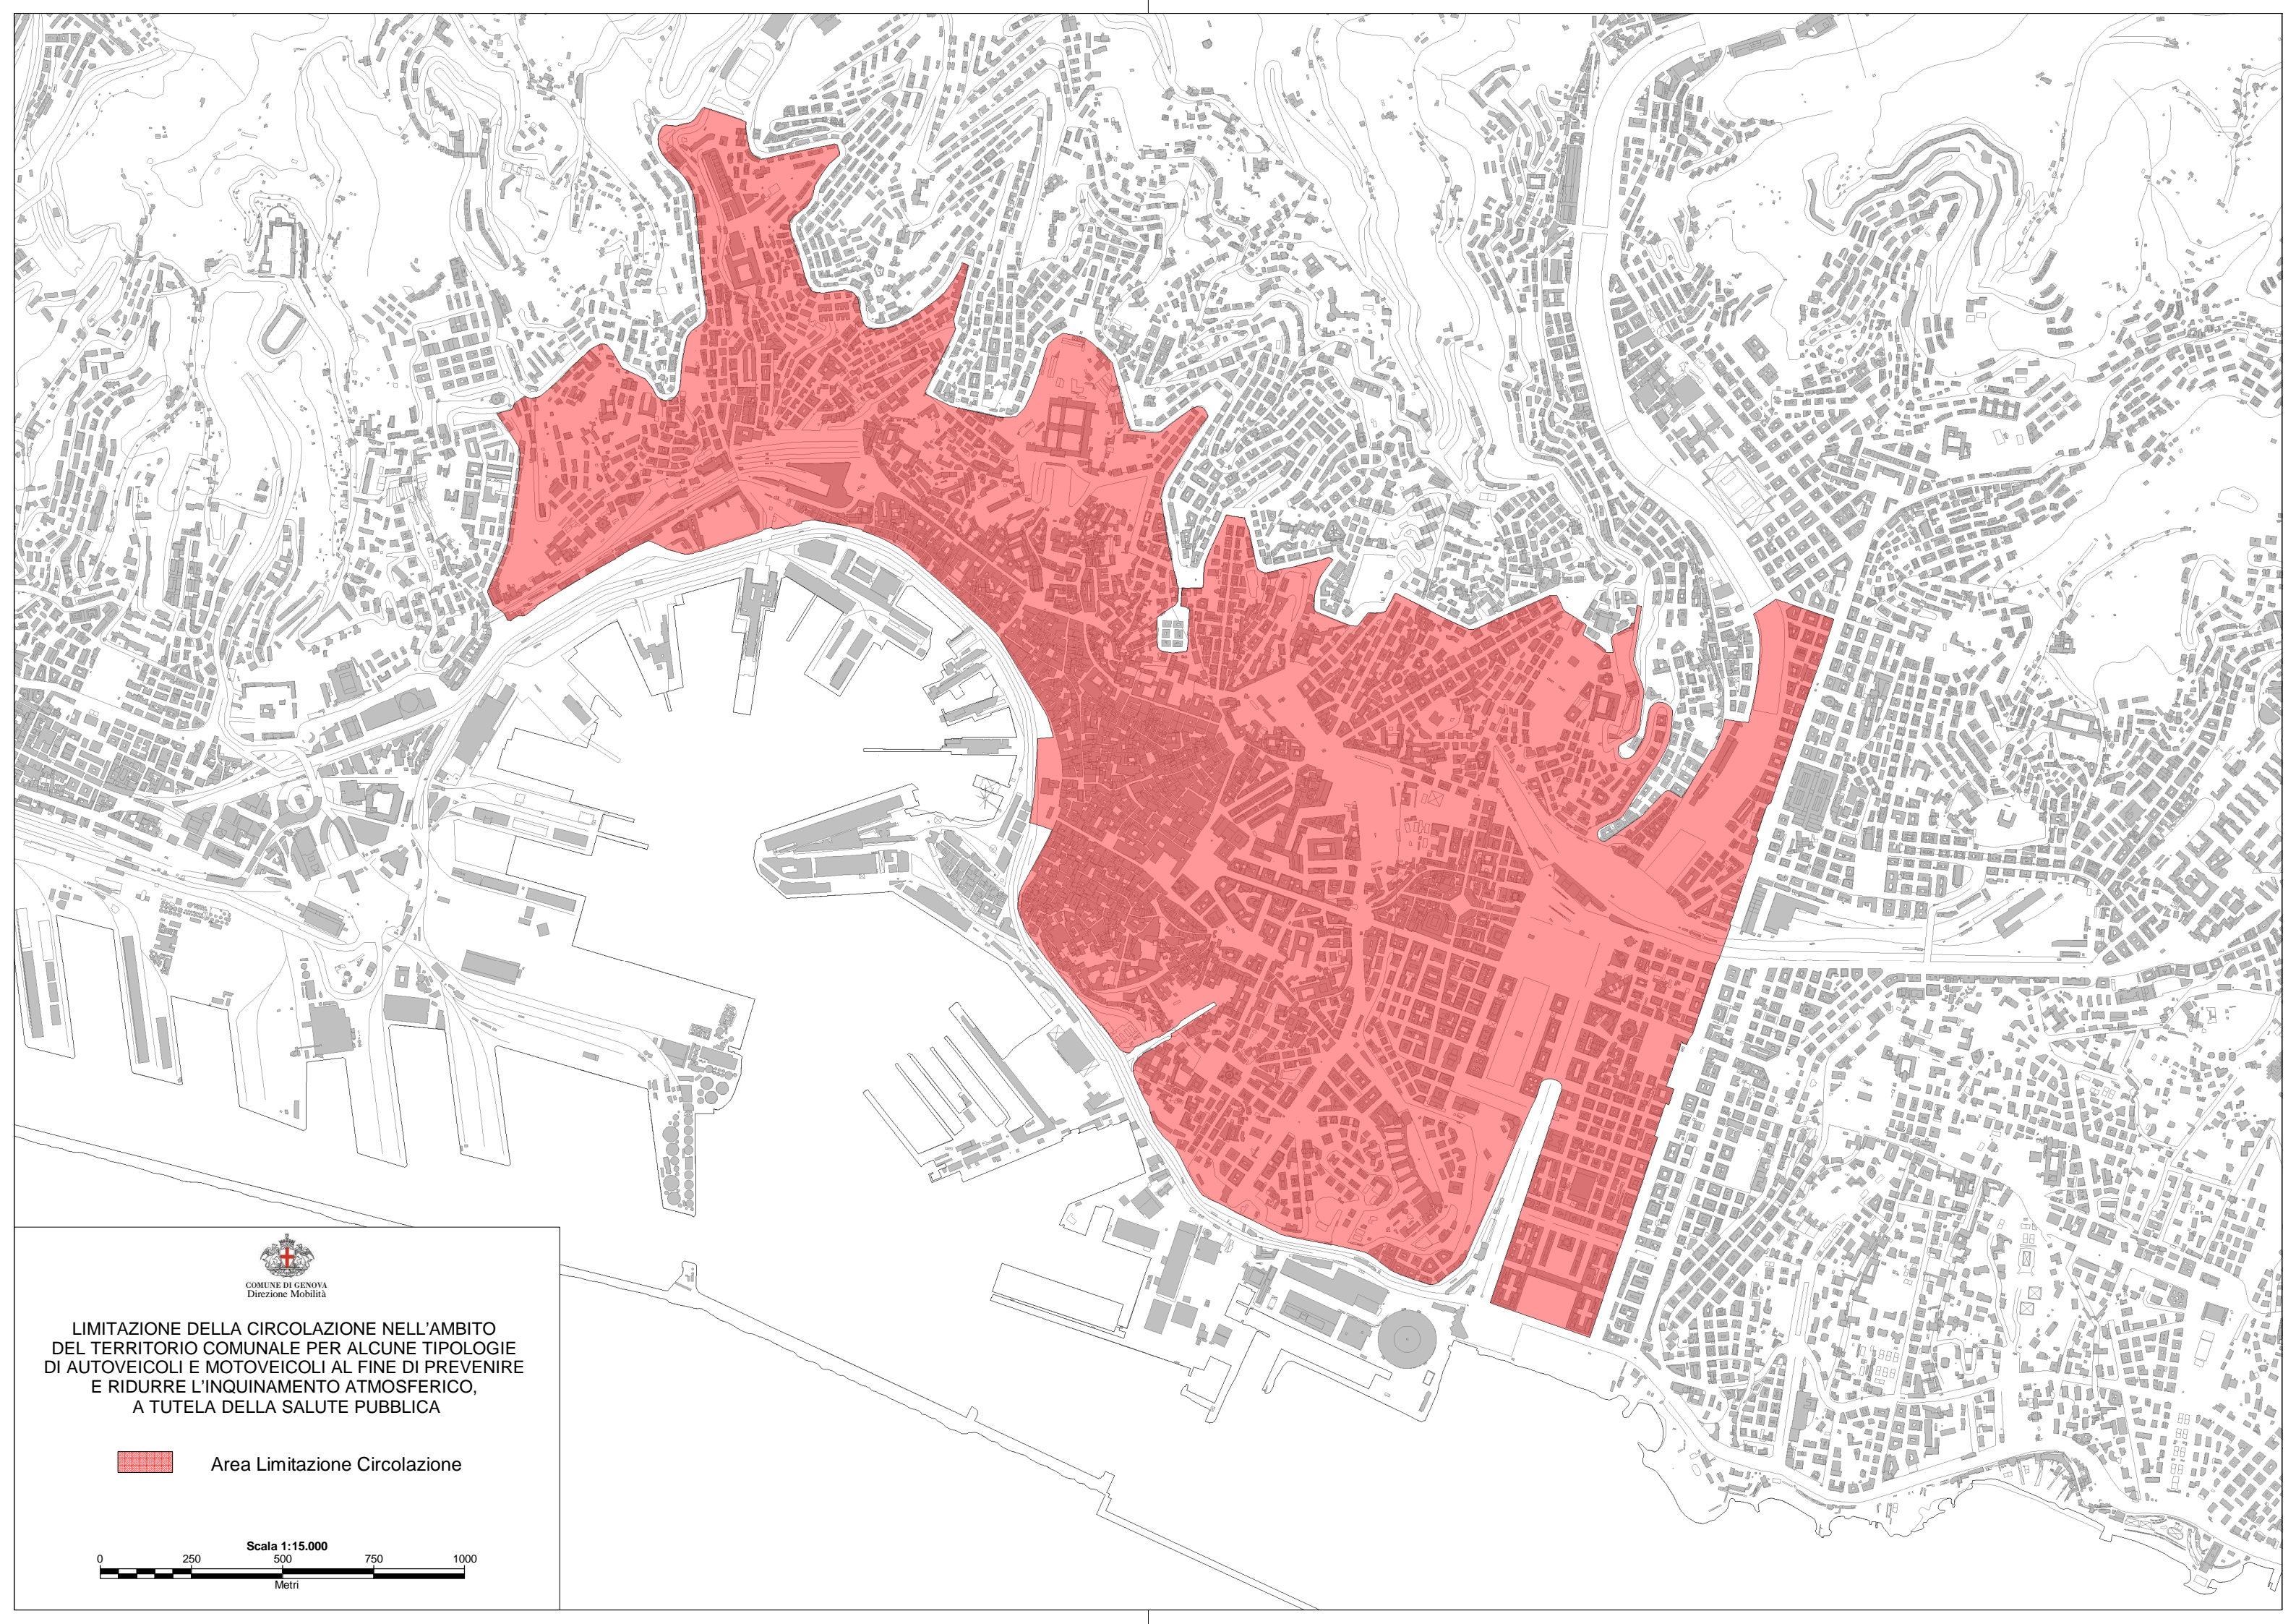 COMUNE DI GENOVA
Direzione Mobilità
LIMITAZIONE DELLA CIRCOLAZIONE NELL'AMBITO
DEL TERRITORIO COMUNALE PER ALCUNE TIPOLOGIE
DI AUTOVEICOLI E MOTOVEICOLI AL FINE DI PREVENIRE
E RIDURRE L'INQUINAMENTO ATMOSFERICO,
A TUTELA DELLA SALUTE PUBBLICA
Area Limitazione Circolazione
Scala 1:15.000
0 250 500 750 1000
Metri